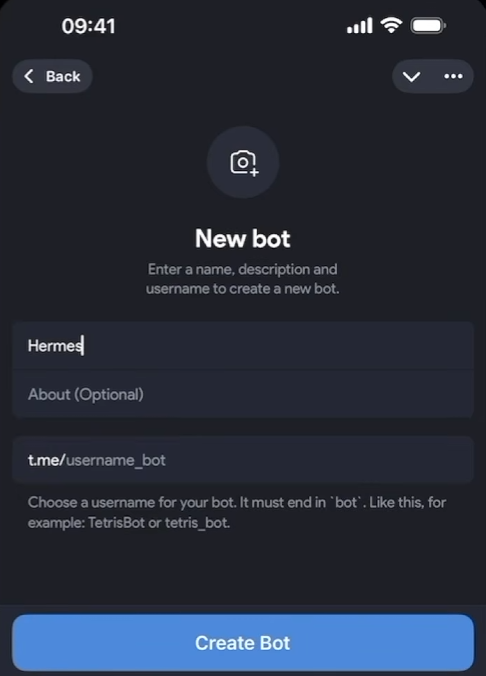 09:41
Back
New bot
Enter a name, description and
username to create a new bot.
Hermes
About (Optional)
t.me/username_bot
Choose a username for your bot. It must end in `bot`. Like this, for
example: TetrisBot or tetris_bot.
Create Bot